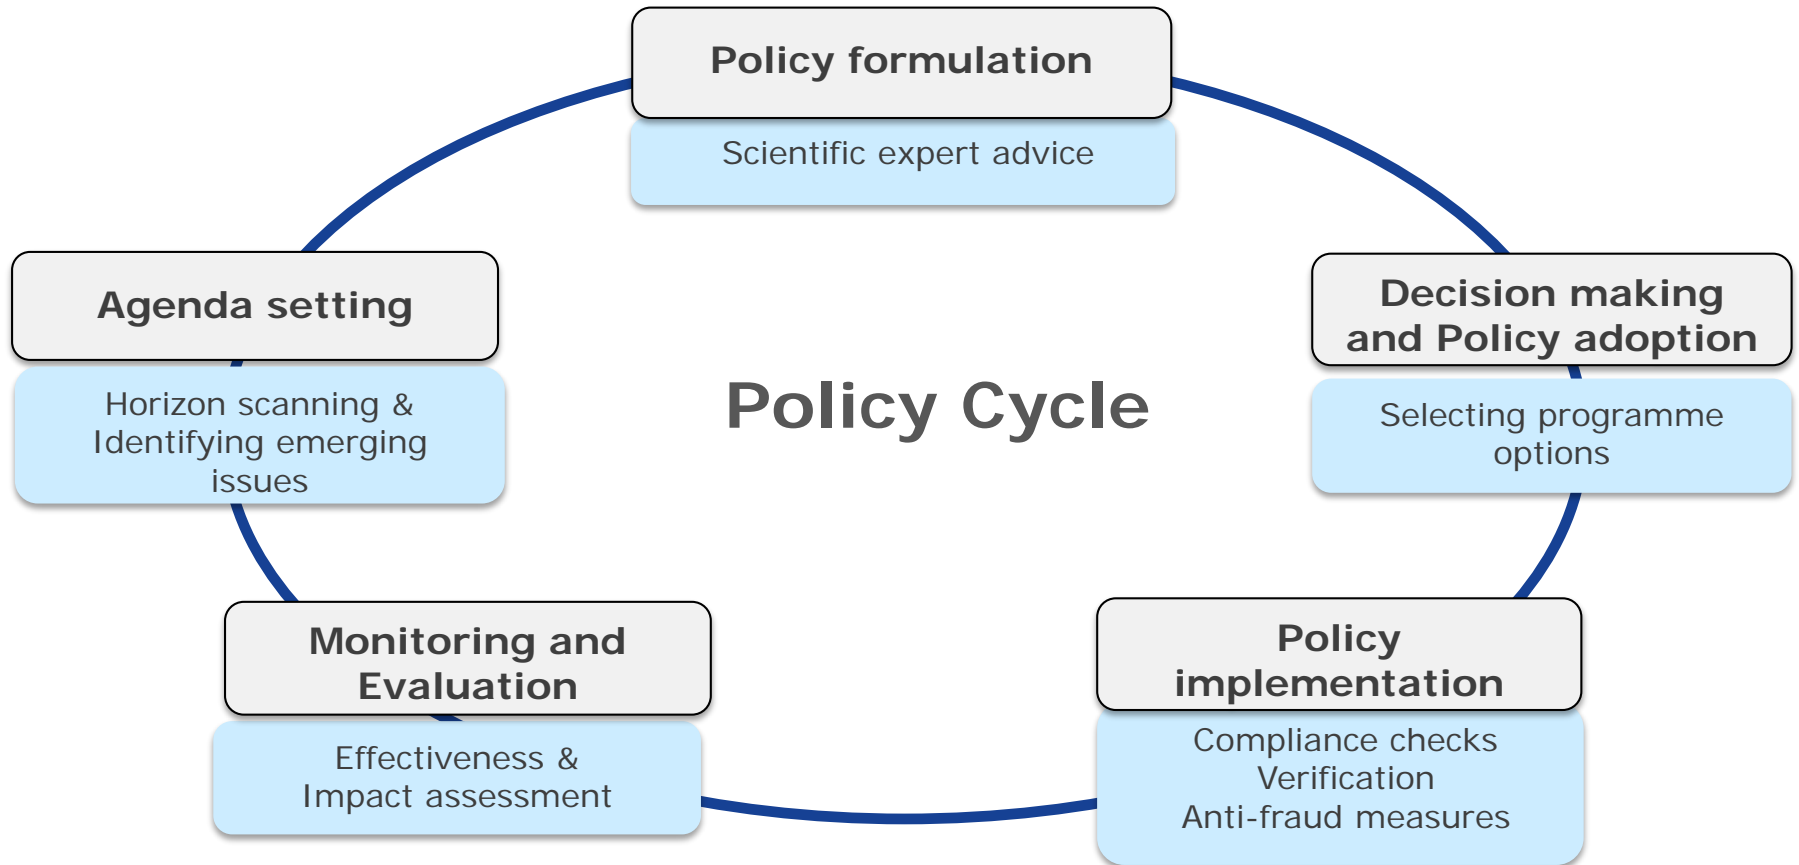 Policy formulation
Scientific expert advice
Agenda setting
Horizon scanning &
Identifying emerging
issues
Decision making
and Policy adoption
Selecting programme
options
Policy Cycle
Monitoring and
Evaluation
Effectiveness &
Impact assessment
Policy
implementation
Compliance checks
Verification
Anti-fraud measures